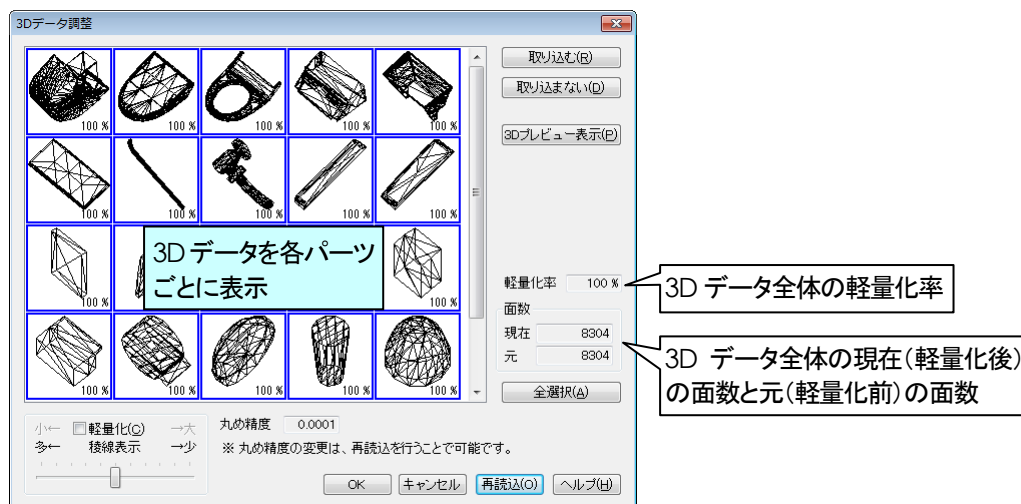 3Dデータ調整
取り込む(R)
取り込まない(D)
3Dプレビュー表示(P)
100 % 100 % 100 % 100 % 100 %
100 % 100 % 100 % 100 % 100 %
100 % 100 %
100 % 100 % 100 % 100 % 100 %
3D データを各パーツ
ごとに表示
軽量化率 100 %
面数
現在 8304
元 8304
全選択(A)
3D データ全体の軽量化率
3D データ全体の現在(軽量化後)
の面数と元(軽量化前)の面数
小← 軽量化(C) →大
多← 稜線表示 →少
丸め精度 0.0001
※ 丸め精度の変更は、再読込を行うことで可能です。
OK キャンセル 再読込(O) ヘルプ(H)